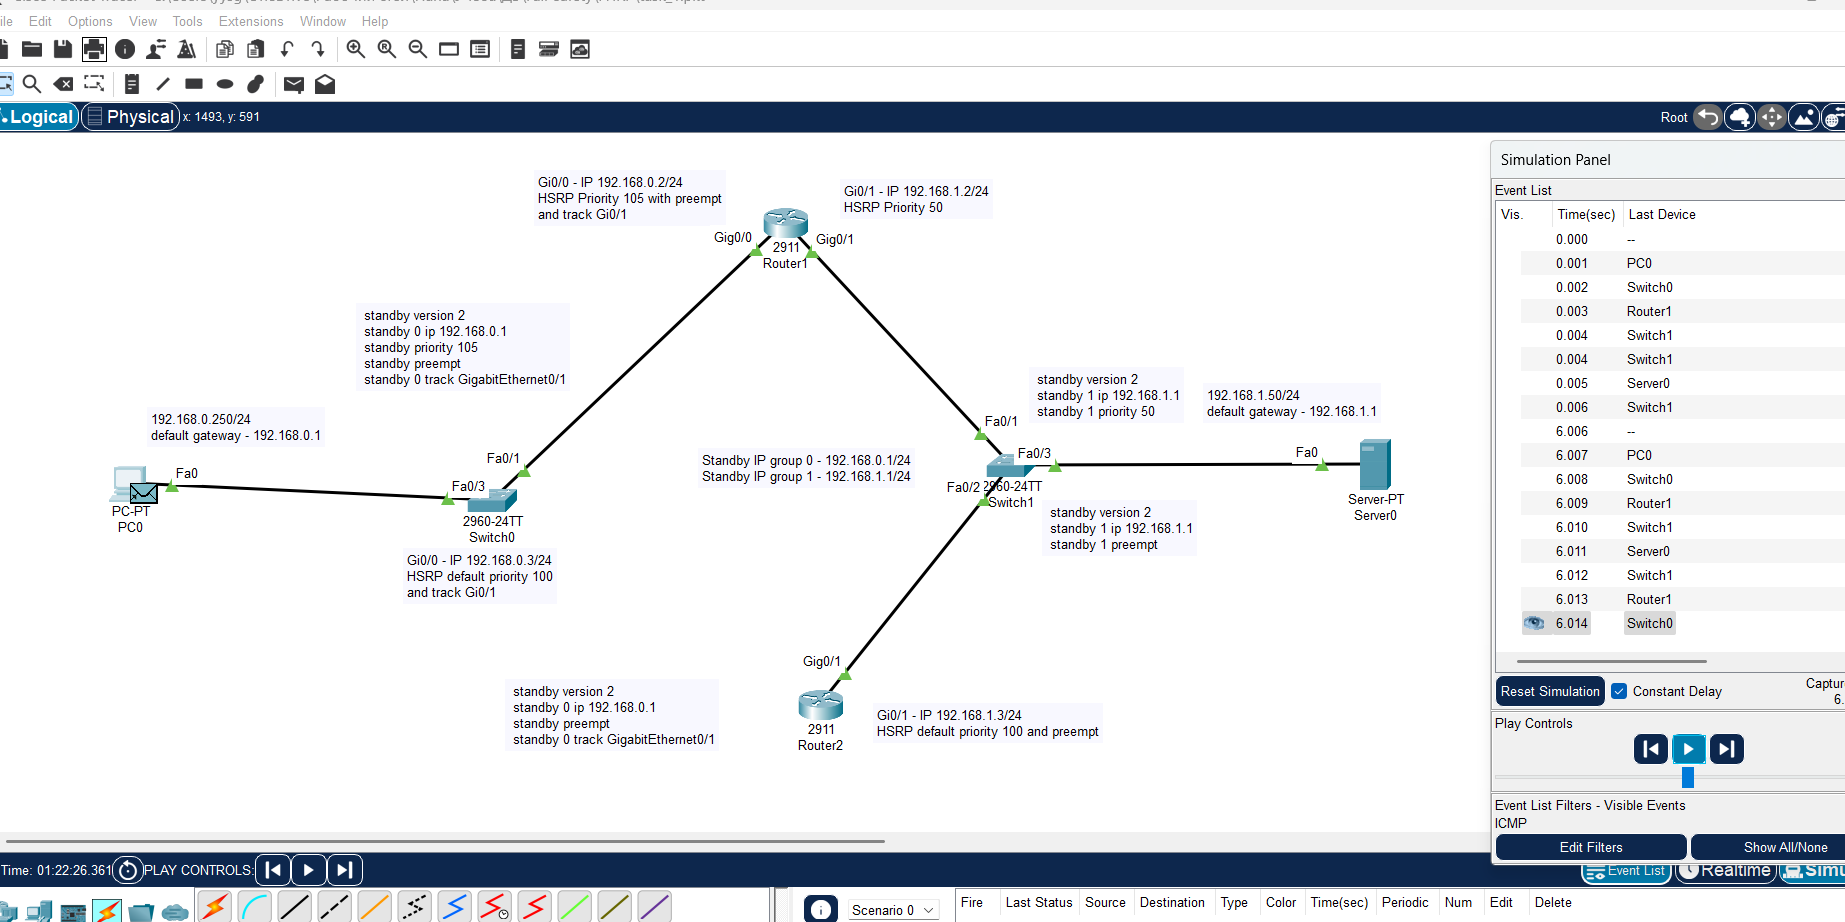 Edit Options View Tools Extensions Window Help
Logical Physical x: 1493, y: 591
Root
Simulation Panel
Event List
Vis. Time(sec) Last Device
0.000 --
0.001 PC0
0.002 Switch0
0.003 Router1
0.004 Switch1
0.004 Switch1
0.005 Server0
0.006 Switch1
6.006 --
6.007 PC0
6.008 Switch0
6.009 Router1
6.010 Switch1
6.011 Server0
6.012 Switch1
6.013 Router1
6.014 Switch0
Reset Simulation Constant Delay
Play Controls
Event List Filters - Visible Events
ICMP
Edit Filters Show All/None
Event List Realtime
Gi0/0 - IP 192.168.0.2/24
HSRP Priority 105 with preempt
and track Gi0/1
Gi0/1 - IP 192.168.1.2/24
HSRP Priority 50
Gig0/0
Gig0/1
2911
Router1
standby version 2
standby 0 ip 192.168.0.1
standby priority 105
standby preempt
standby 0 track GigabitEthernet0/1
192.168.0.250/24
default gateway - 192.168.0.1
Fa0
PC-PT
PC0
Fa0/1
Fa0/3
2960-24TT
Switch0
Gi0/0 - IP 192.168.0.3/24
HSRP default priority 100
and track Gi0/1
Standby IP group 0 - 192.168.0.1/24
Standby IP group 1 - 192.168.1.1/24
standby version 2
standby 1 ip 192.168.1.1
standby 1 priority 50
192.168.1.50/24
default gateway - 192.168.1.1
Fa0/1
Fa0/3
Fa0/2
2960-24TT
Switch1
Fa0
Server-PT
Server0
standby version 2
standby 1 ip 192.168.1.1
standby 1 preempt
Gig0/1
2911
Router2
Gi0/1 - IP 192.168.1.3/24
HSRP default priority 100 and preempt
standby version 2
standby 0 ip 192.168.0.1
standby preempt
standby 0 track GigabitEthernet0/1
Time: 01:22:26.361 PLAY CONTROLS:
Scenario 0
Fire Last Status Source Destination Type Color Time(sec) Periodic Num Edit Delete